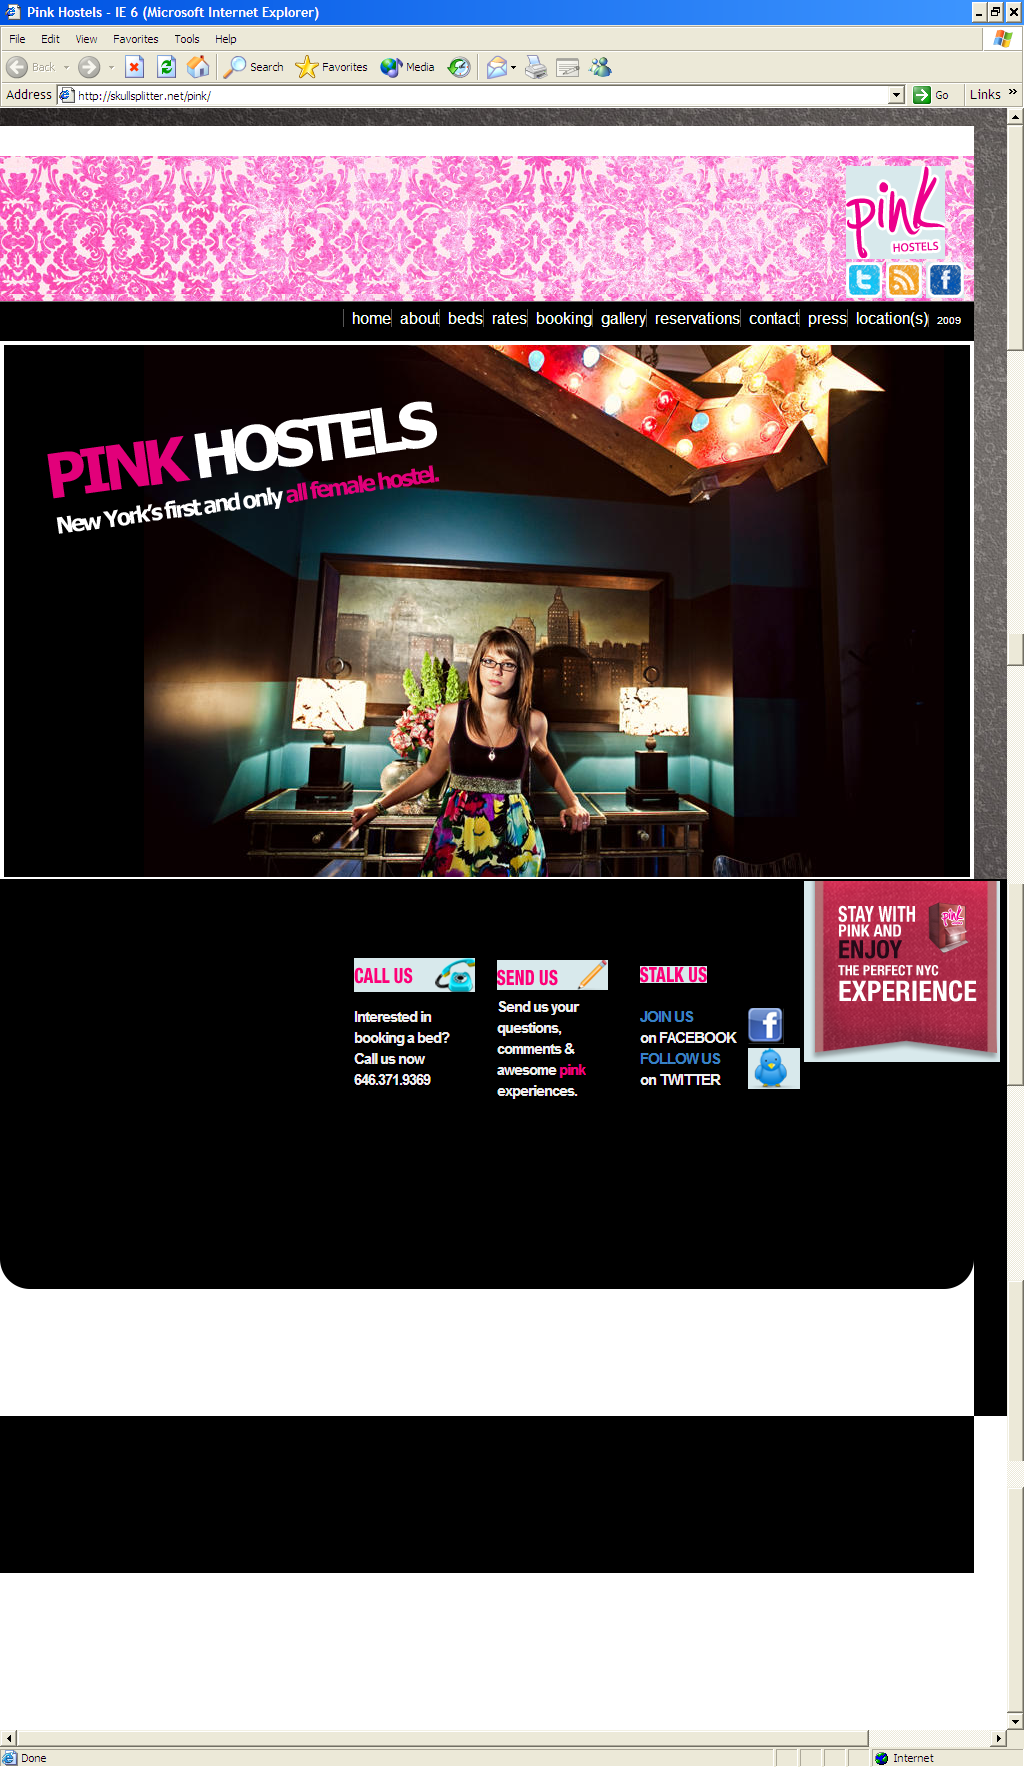 Pink Hostels - IE 6 (Microsoft Internet Explorer)
File Edit View Favorites Tools Help
Back Search Favorites Media
Address http://skullsplitter.net/pink/ Go Links »
pink
HOSTELS
home about beds rates booking gallery reservations contact press location(s) 2009
PINK HOSTELS
New York's first and only all female hostel.
STAY WITH
PINK AND
ENJOY
THE PERFECT NYC
EXPERIENCE
pink
CALL US
Interested in
booking a bed?
Call us now
646.371.9369
SEND US
Send us your
questions,
comments &
awesome pink
experiences.
STALK US
JOIN US
on FACEBOOK
FOLLOW US
on TWITTER
Done Internet